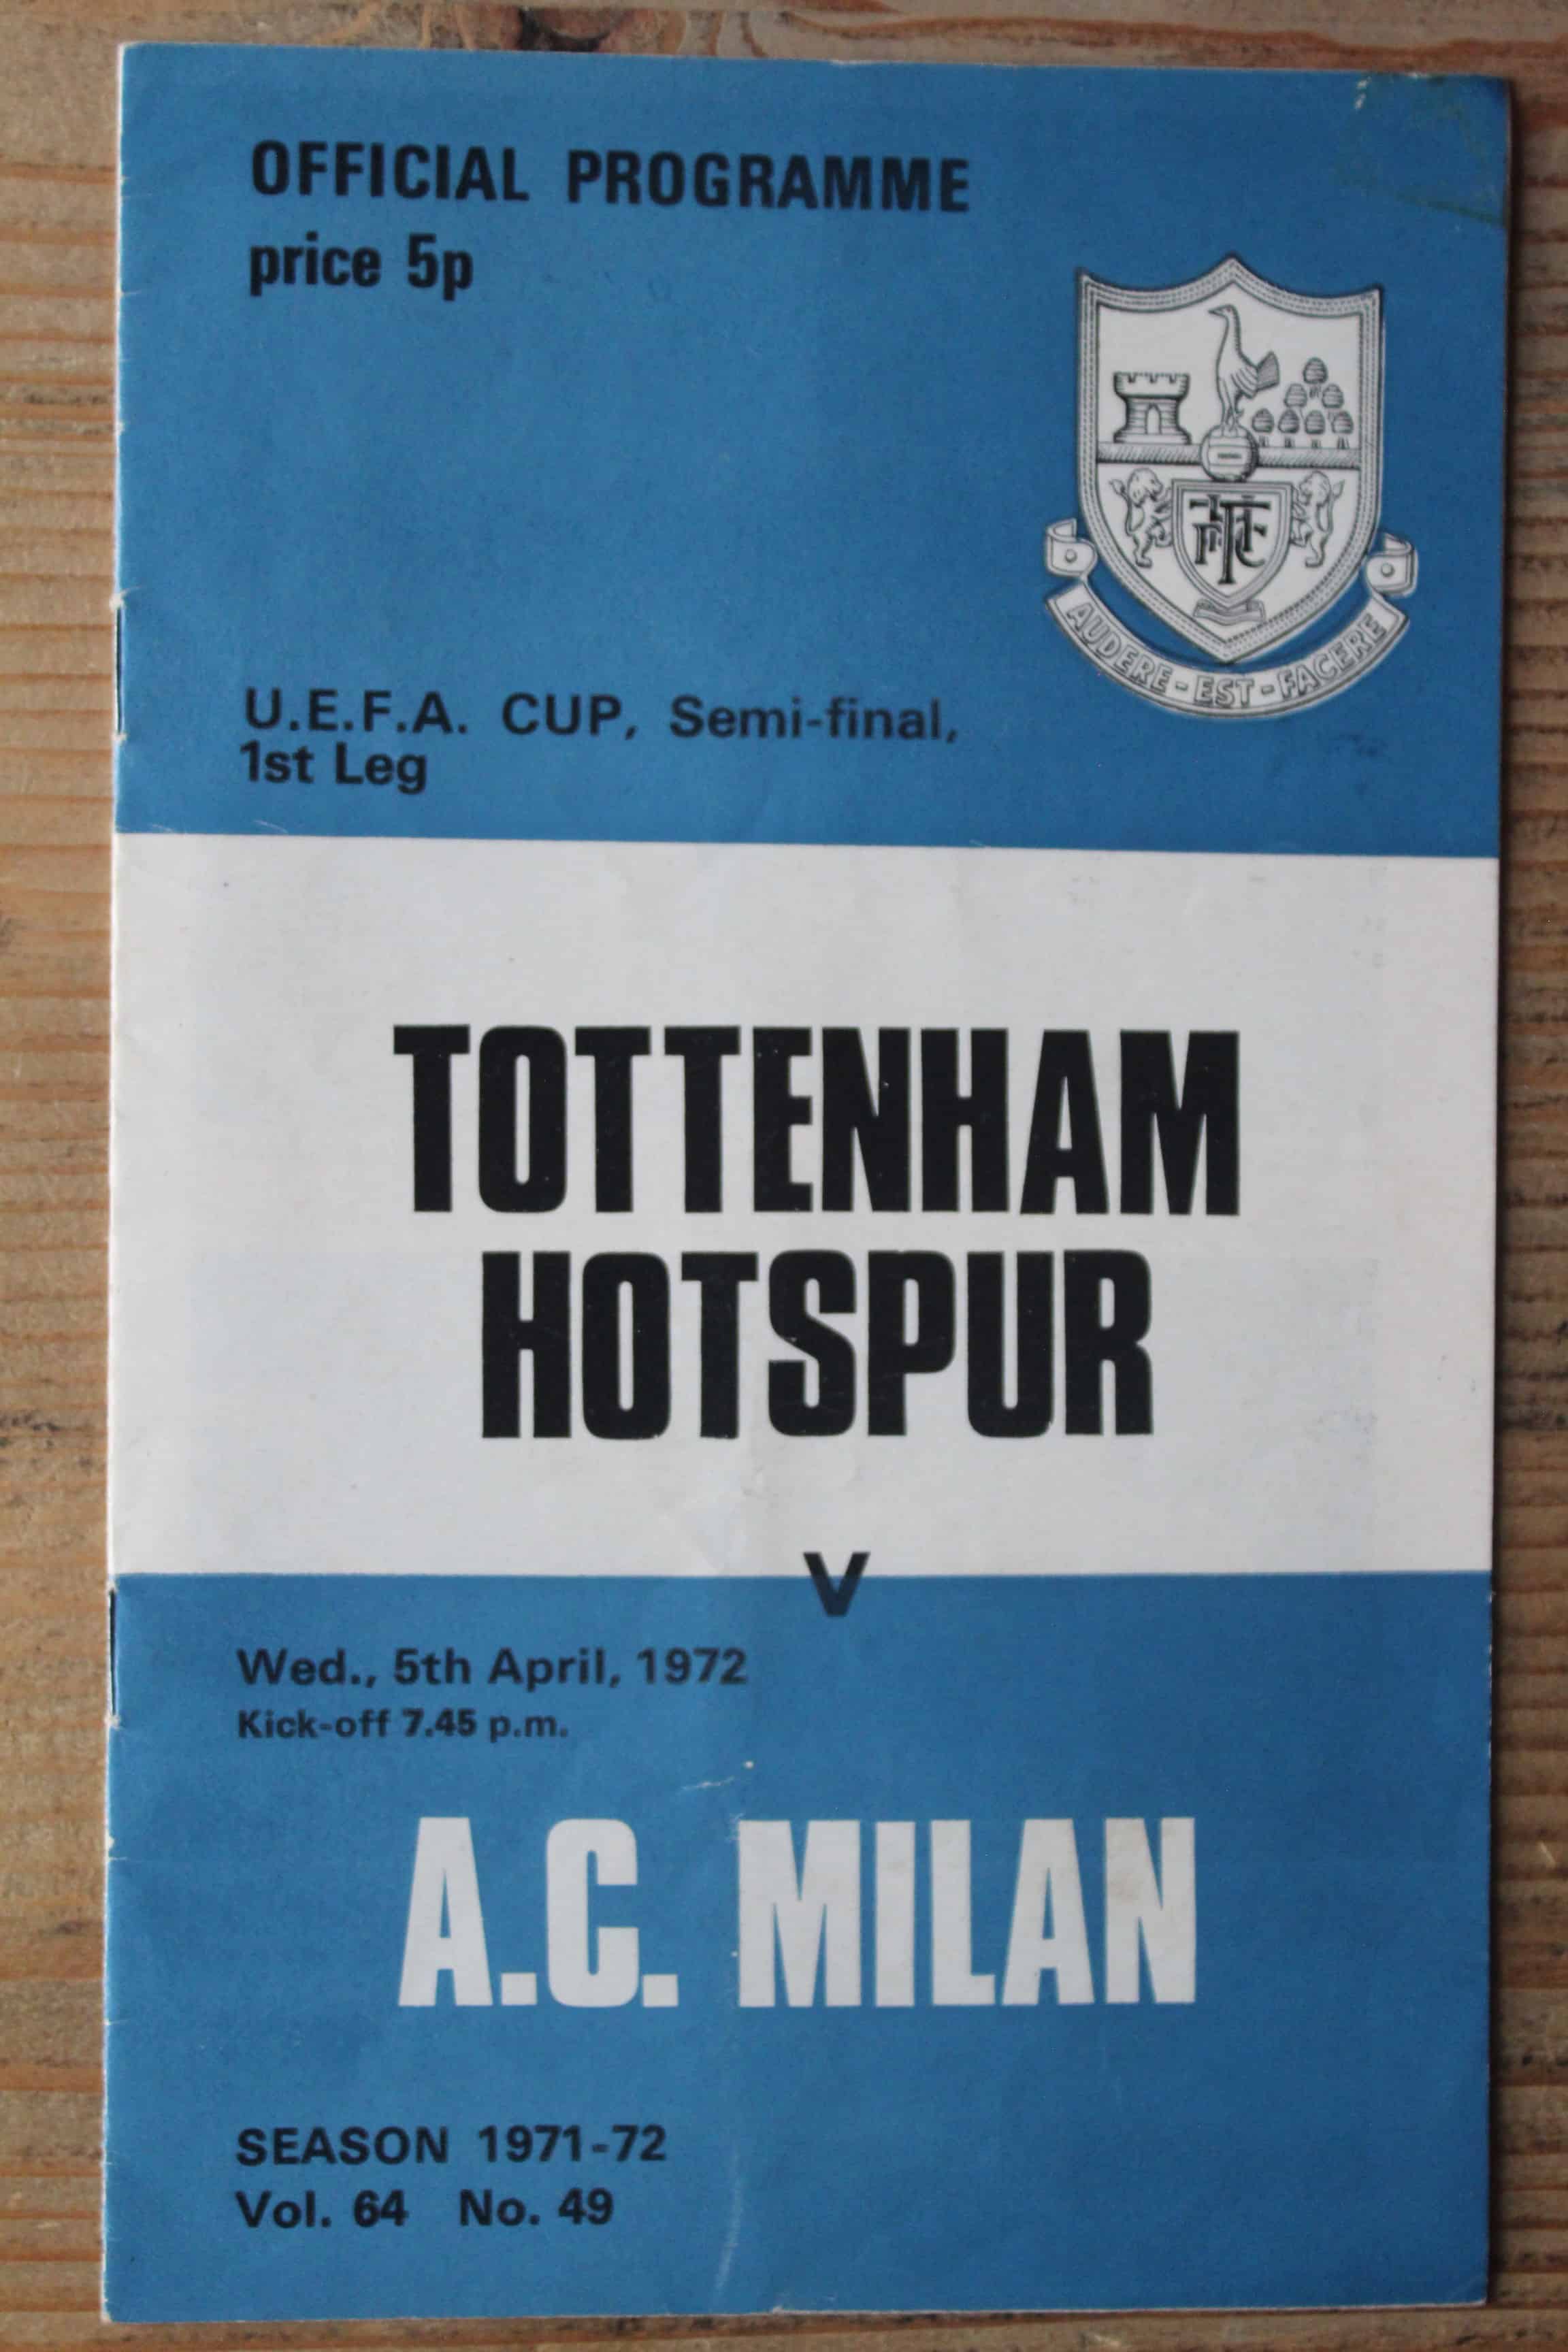 OFFICIAL PROGRAMME
price 5p
AUDERE-EST-FACERE
U.E.F.A. CUP, Semi-final,
1st Leg
TOTTENHAM
HOTSPUR
V
Wed., 5th April, 1972
Kick-off 7.45 p.m.
A.C. MILAN
SEASON 1971-72
Vol. 64 No. 49